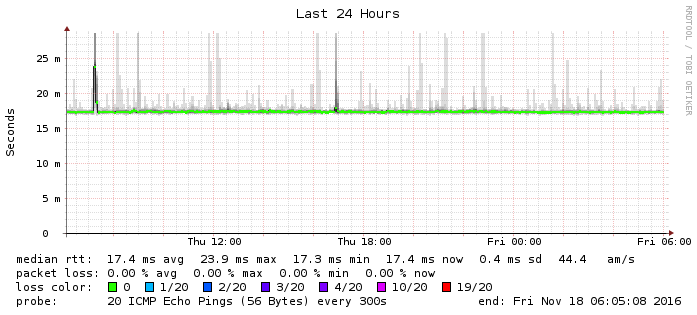 Last 24 Hours
RRDTOOL / TOBI OETIKER
Seconds
25 m
20 m
15 m
10 m
5 m
0
Thu 12:00 Thu 18:00 Fri 00:00 Fri 06:00
median rtt: 17.4 ms avg 23.9 ms max 17.3 ms min 17.4 ms now 0.4 ms sd 44.4 am/s
packet loss: 0.00 % avg 0.00 % max 0.00 % min 0.00 % now
loss color: 0 1/20 2/20 3/20 4/20 10/20 19/20
probe: 20 ICMP Echo Pings (56 Bytes) every 300s end: Fri Nov 18 06:05:08 2016